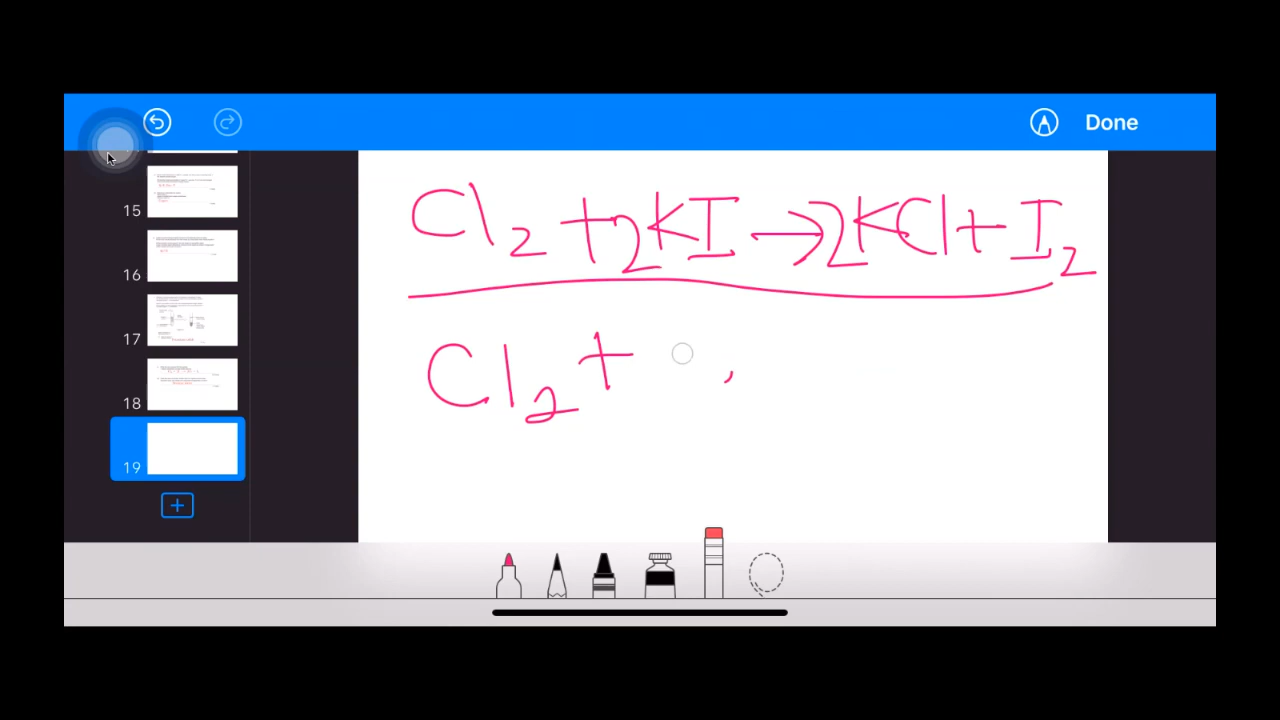 Done
15
16
17
18
19
Cl2 + 2KI → 2KCl + I2
Cl2 +